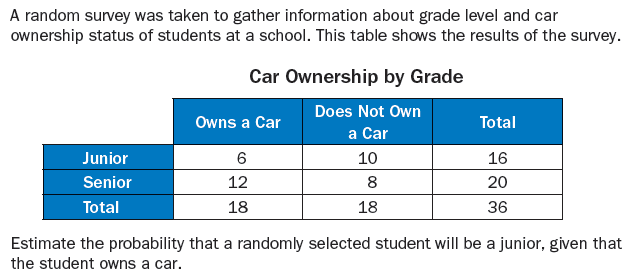 A random survey was taken to gather information about grade level and car
ownership status of students at a school. This table shows the results of the survey.
Car Ownership by Grade
Owns a Car Does Not Own a Car Total
Junior 6 10 16
Senior 12 8 20
Total 18 18 36
Estimate the probability that a randomly selected student will be a junior, given that
the student owns a car.